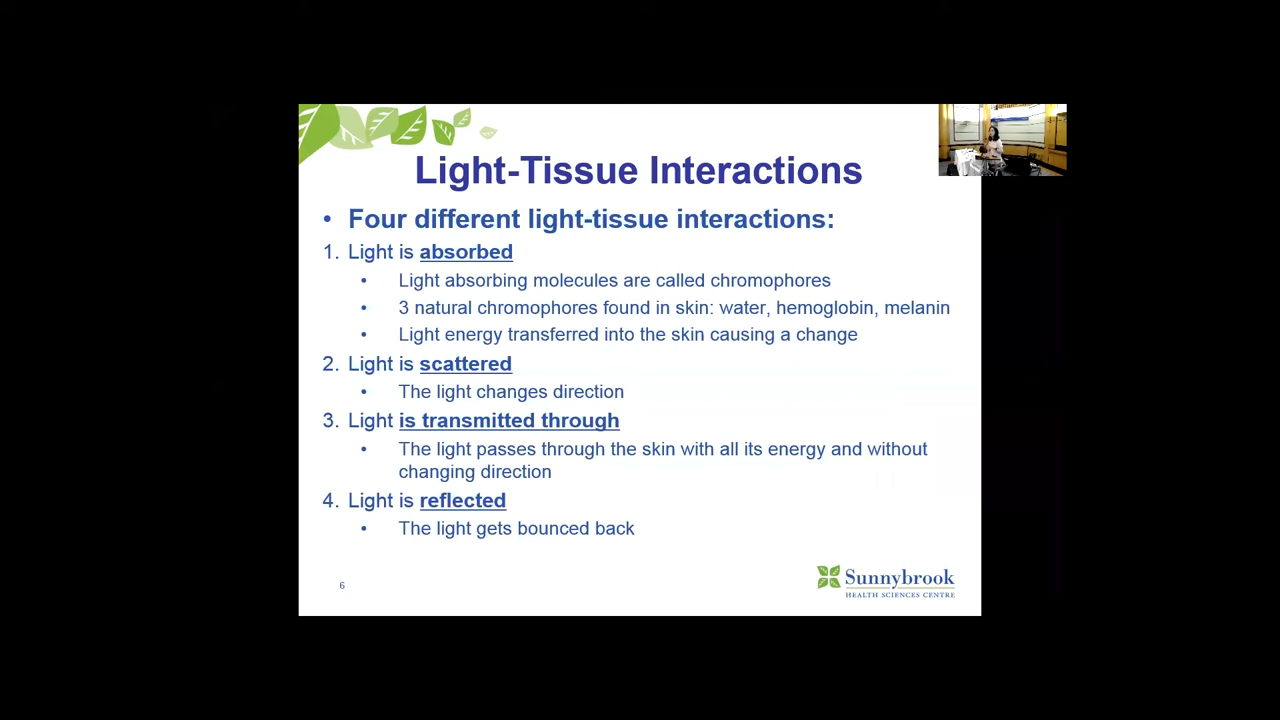 Light-Tissue Interactions
• Four different light-tissue interactions:
1. Light is absorbed
• Light absorbing molecules are called chromophores
• 3 natural chromophores found in skin: water, hemoglobin, melanin
• Light energy transferred into the skin causing a change
2. Light is scattered
• The light changes direction
3. Light is transmitted through
• The light passes through the skin with all its energy and without
changing direction
4. Light is reflected
• The light gets bounced back
6
Sunnybrook
HEALTH SCIENCES CENTRE